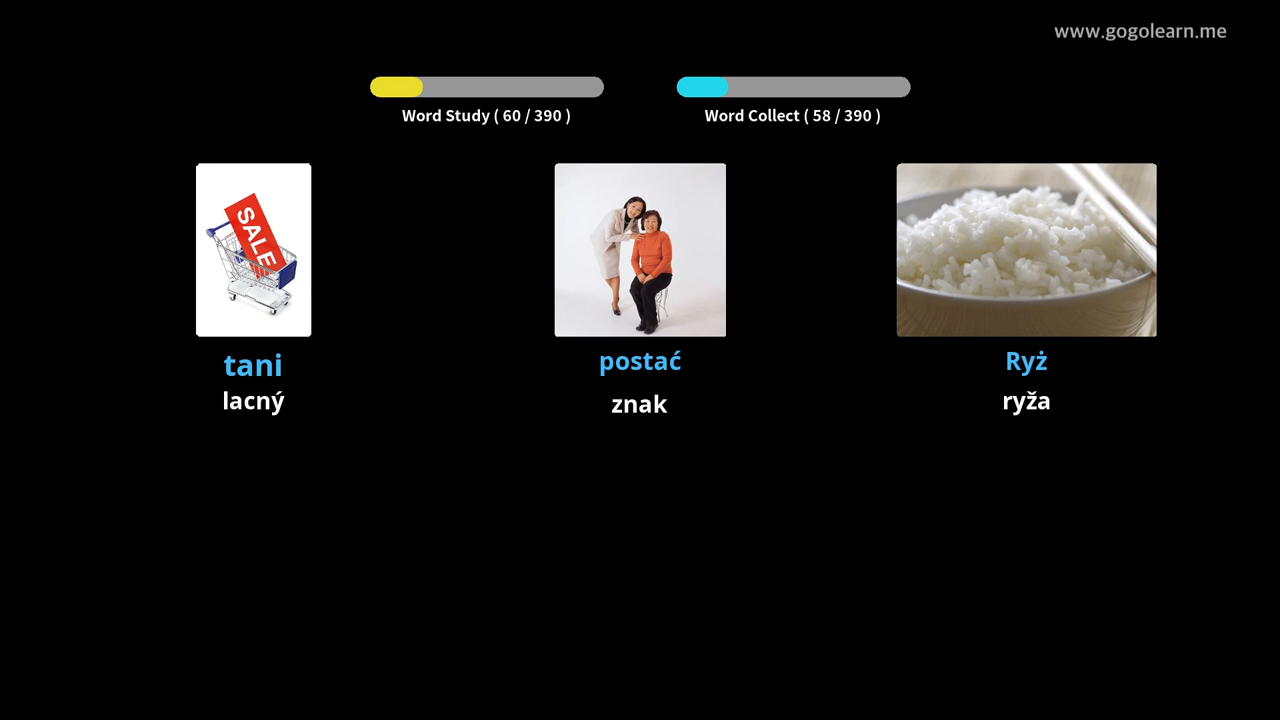 www.gogolearn.me
Word Study ( 60 / 390 )
Word Collect ( 58 / 390 )
SALE
tani
postać
Ryż
lacný
znak
ryža